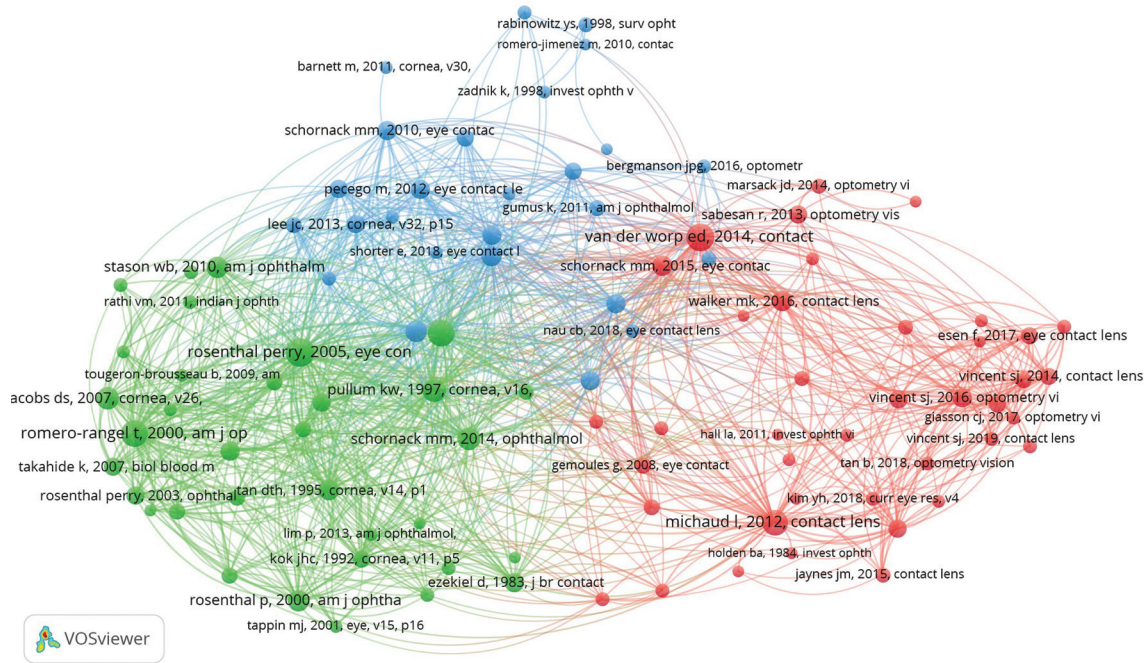 rabinowitz ys, 1998, surv opht
romero-jimenez m, 2010, contac
barnett m, 2011, cornea, v30,
zadnik k, 1998, invest ophth v
schornack mm, 2010, eye contac
bergmanson jpg, 2016, optometr
marsack jd, 2014, optometry vi
pecego m, 2012, eye contact le
gumus k, 2011, am j ophthalmol
sabesan r, 2013, optometry vis
lee jc, 2013, cornea, v32, p15
van der worp ed, 2014, contact
shorter e, 2018, eye contact l
stason wb, 2010, am j ophthalm
schornack mm, 2015, eye contac
rathi vm, 2011, indian j ophth
walker mk, 2016, contact lens
nau cb, 2018, eye contact lens
esen f, 2017, eye contact lens
rosenthal perry, 2005, eye con
tougeron-brousseau b, 2009, am
vincent sj, 2014, contact lens
pullum kw, 1997, cornea, v16,
acobs ds, 2007, cornea, v26,
vincent sj, 2016, optometry vi
giasson cj, 2017, optometry vi
romero-rangel t, 2000, am j op
schornack mm, 2014, ophthalmol
hall la, 2011, invest ophth vi
vincent sj, 2019, contact lens
takahide k, 2007, biol blood m
gemoules g, 2008, eye contact
tan b, 2018, optometry vision
rosenthal perry, 2003, ophthal
tan dth, 1995, cornea, v14, p1
kim yh, 2018, curr eye res, v4
michaud l, 2012, contact lens
lim p, 2013, am j ophthalmol,
holden ba, 1984, invest ophth
kok jhc, 1992, cornea, v11, p5
jaynes jm, 2015, contact lens
ezekiel d, 1983, j br contact
rosenthal p, 2000, am j ophtha
tappin mj, 2001, eye, v15, p16
VOSviewer